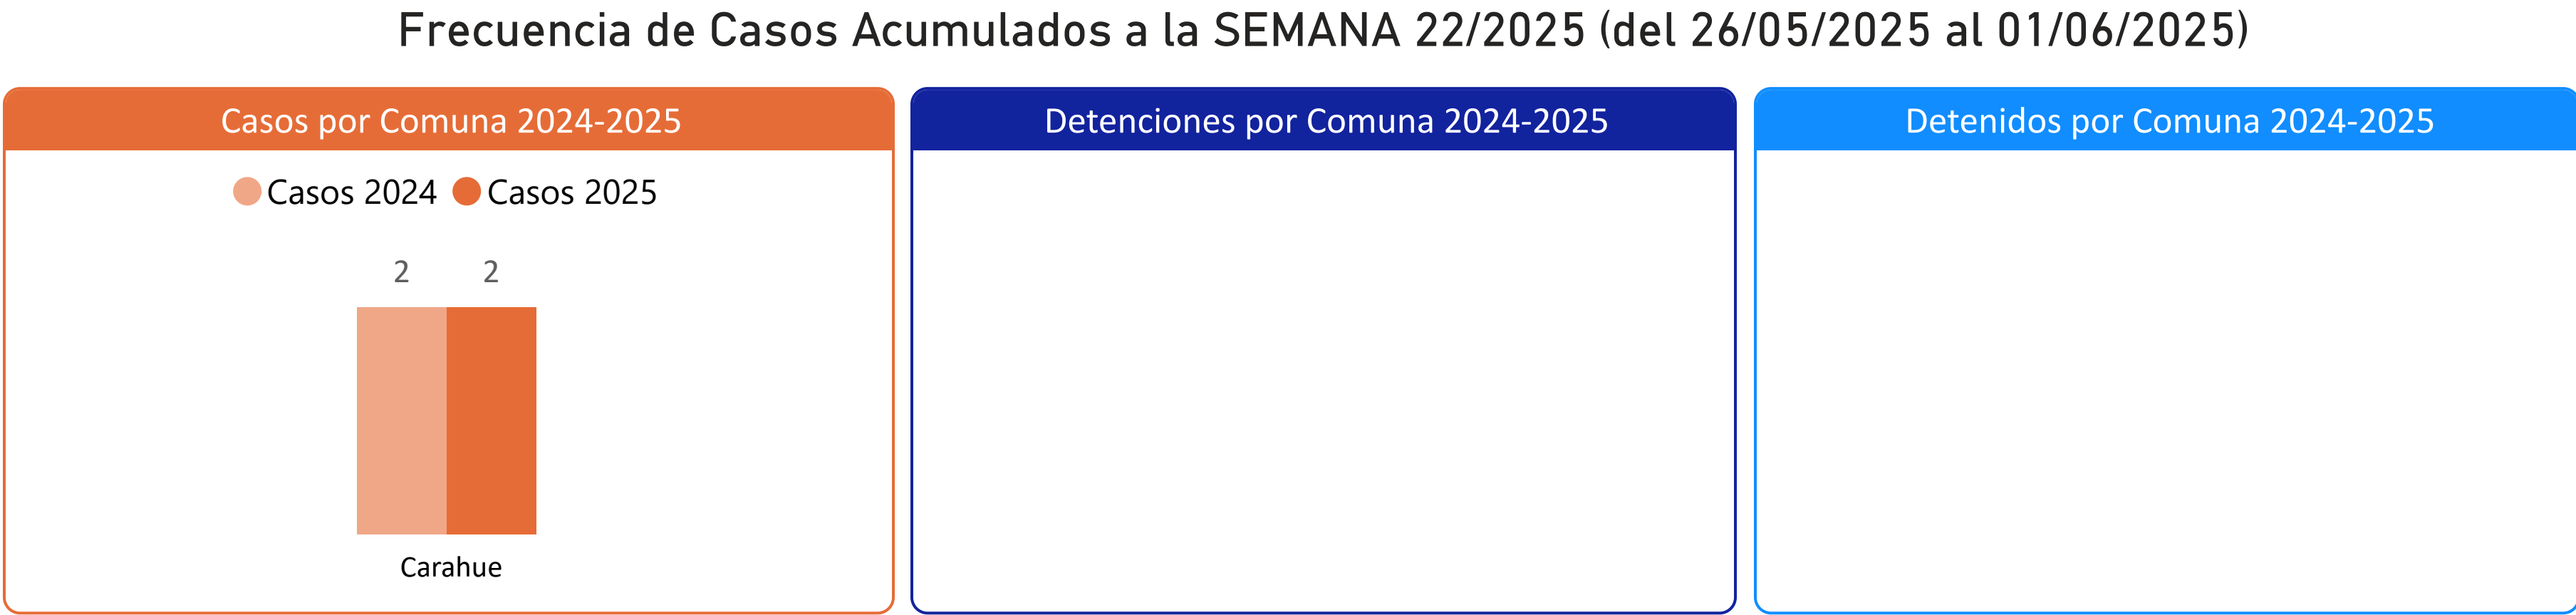 Frecuencia de Casos Acumulados a la SEMANA 22/2025 (del 26/05/2025 al 01/06/2025)
Casos por Comuna 2024-2025
Casos 2024 Casos 2025
2 2
Carahue
Detenciones por Comuna 2024-2025
Detenidos por Comuna 2024-2025